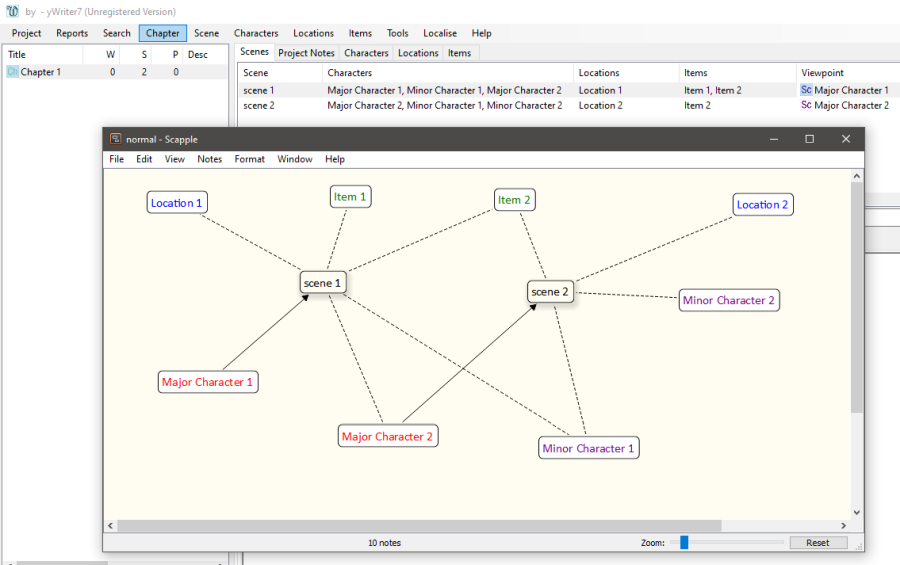 by - yWriter7 (Unregistered Version)
Project Reports Search Chapter Scene Characters Locations Items Tools Localise Help
Title W S P Desc
Ch Chapter 1 0 2 0
Scenes Project Notes Characters Locations Items
Scene Characters Locations Items Viewpoint
scene 1 Major Character 1, Minor Character 1, Major Character 2 Location 1 Item 1, Item 2 Sc Major Character 1
scene 2 Major Character 2, Minor Character 1, Minor Character 2 Location 2 Item 2 Sc Major Character 2
normal - Scapple
File Edit View Notes Format Window Help
Location 1 Item 1 Item 2 Location 2
scene 1 scene 2 Minor Character 2
Major Character 1
Major Character 2 Minor Character 1
10 notes Zoom: Reset